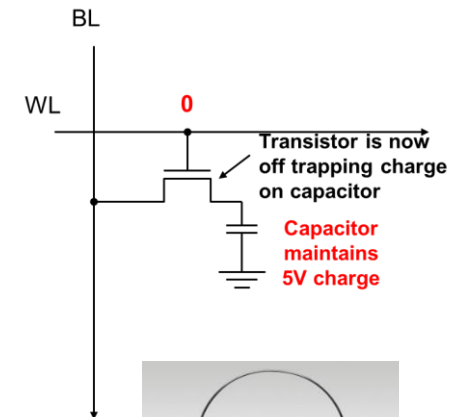 BL
WL
0
Transistor is now
off trapping charge
on capacitor
Capacitor
maintains
5V charge